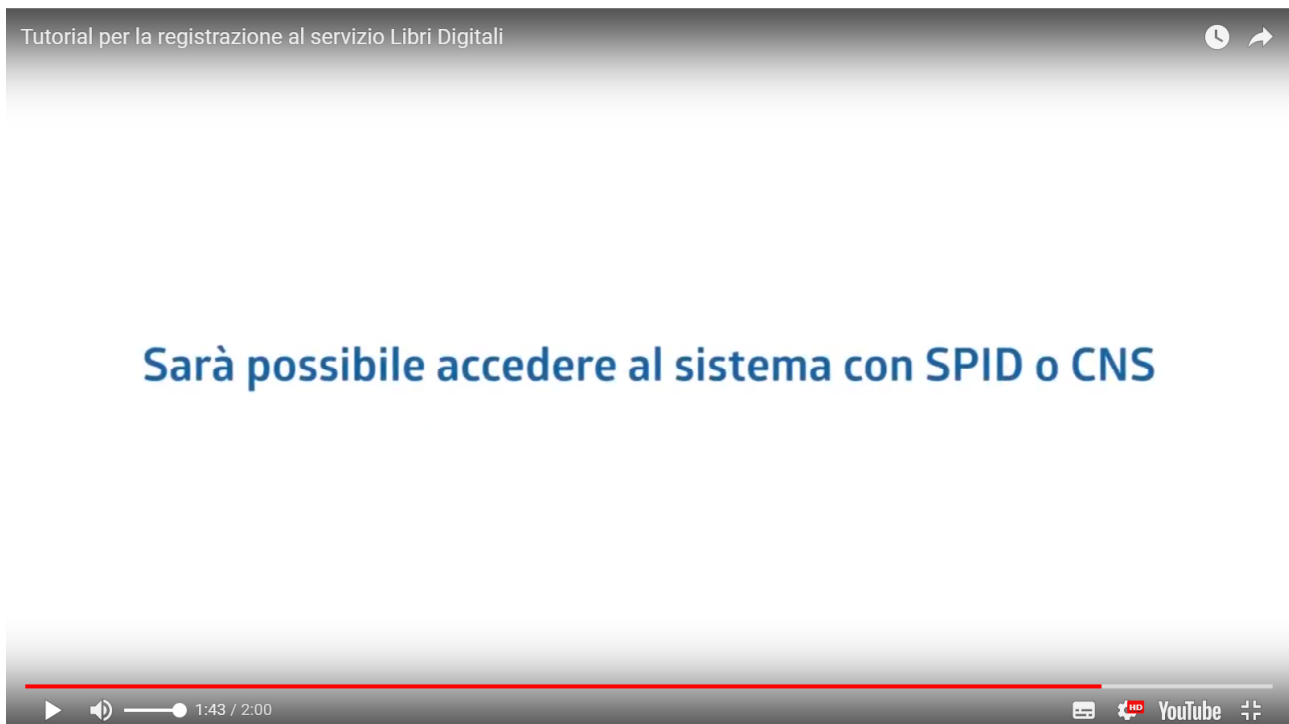 Tutorial per la registrazione al servizio Libri Digitali
Sarà possibile accedere al sistema con SPID o CNS
1:43 / 2:00
HD
YouTube